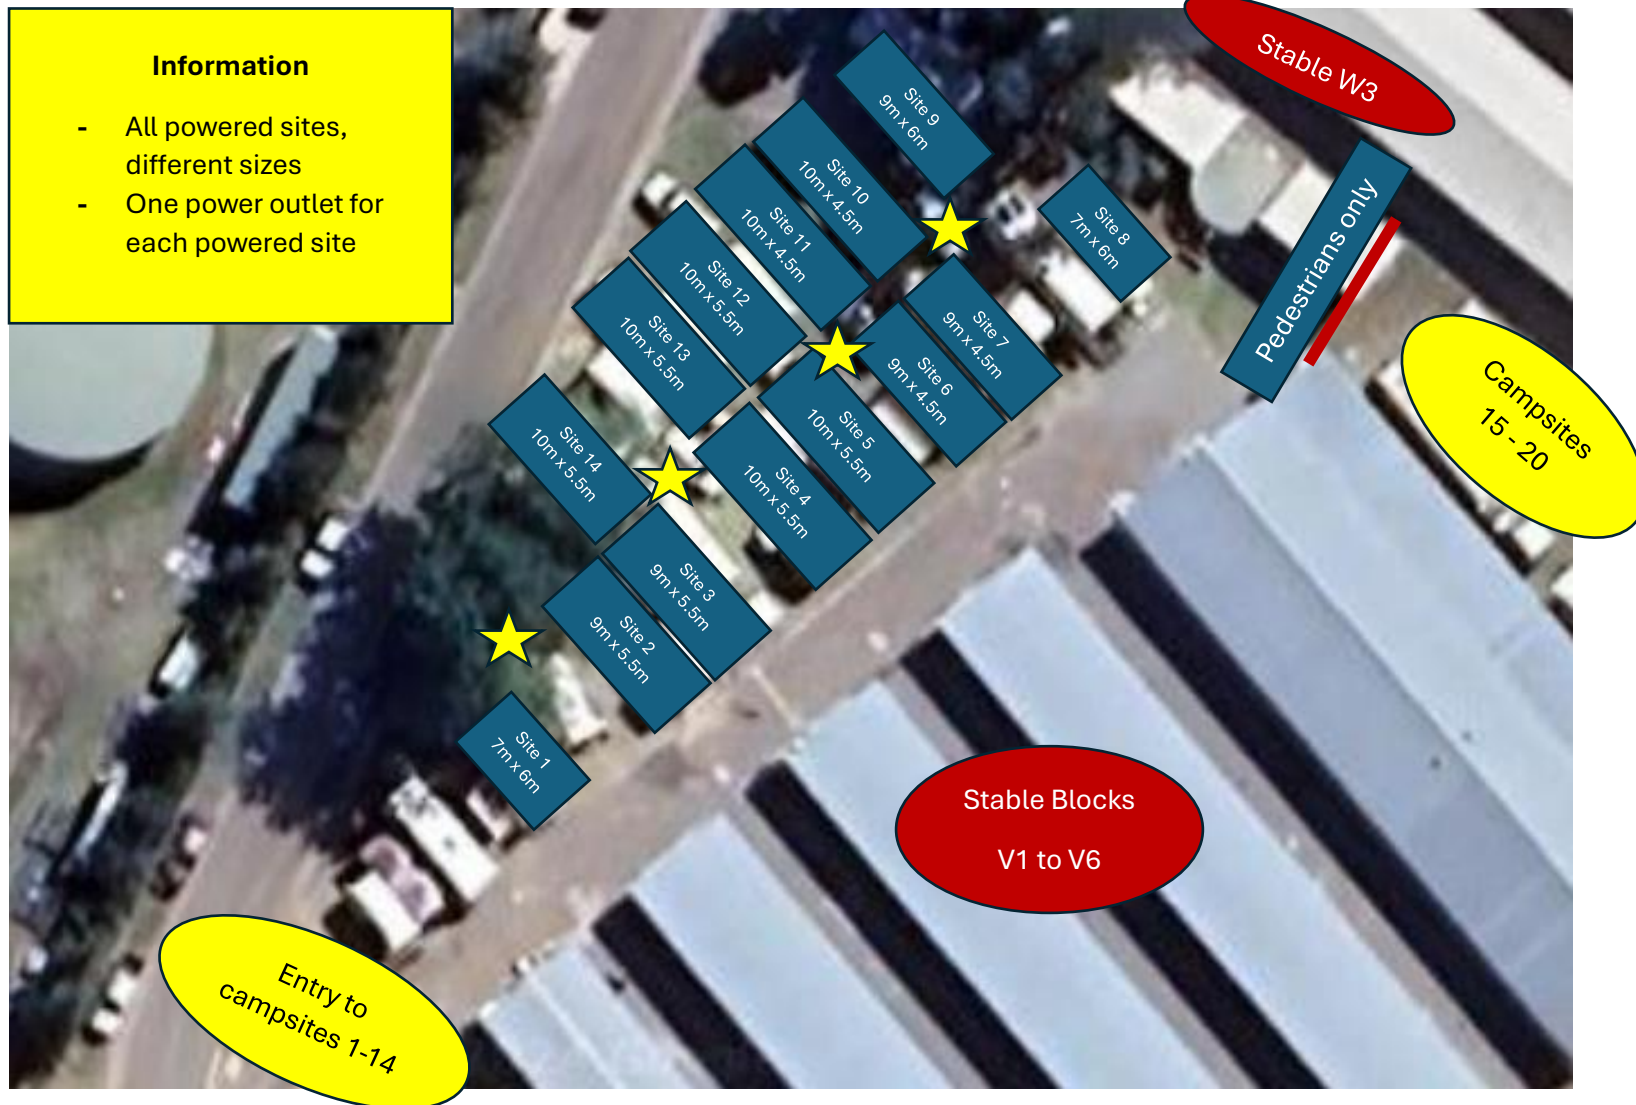 Information
- All powered sites,
different sizes
- One power outlet for
each powered site
Stable W3
Site 9
9m x 6m
Site 10
10m x 4.5m
Site 11
10m x 4.5m
Site 12
10m x 5.5m
Site 13
10m x 5.5m
Site 14
10m x 5.5m
Site 8
7m x 6m
Site 7
9m x 4.5m
Site 6
9m x 4.5m
Site 5
10m x 5.5m
Site 4
10m x 5.5m
Site 3
9m x 5.5m
Site 2
9m x 5.5m
Site 1
7m x 6m
Pedestrians only
Campsites
15 - 20
Stable Blocks
V1 to V6
Entry to
campsites 1-14